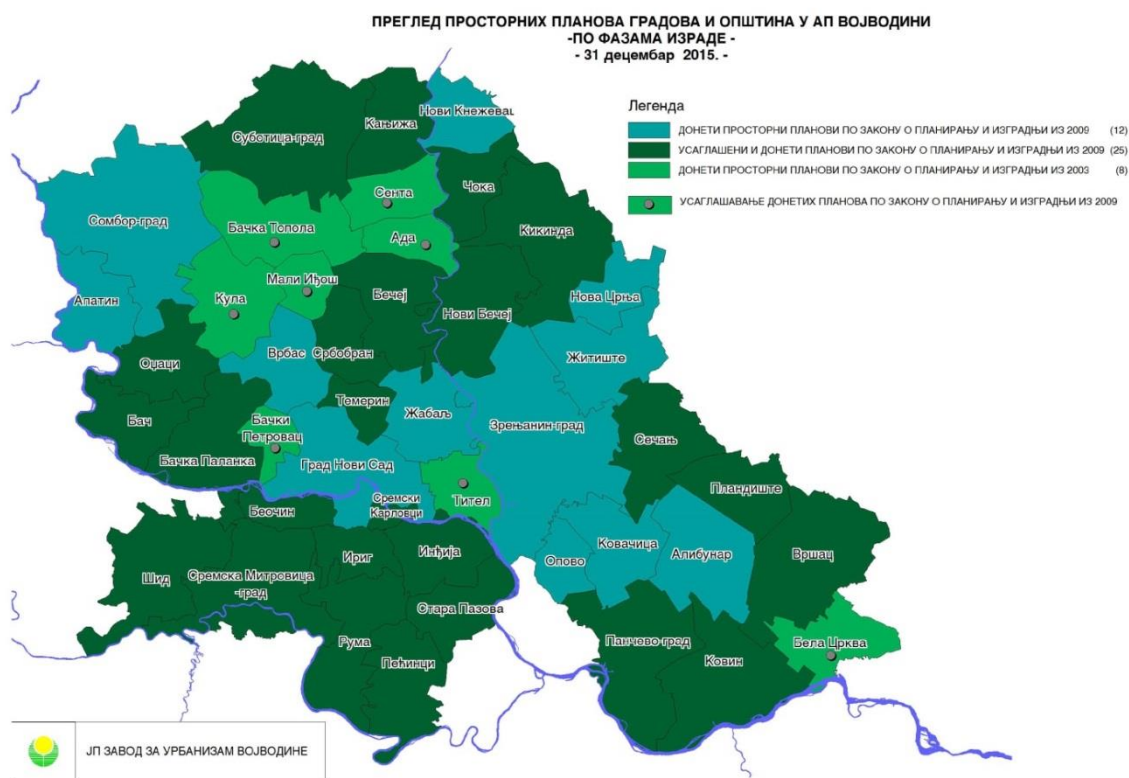 ПРЕГЛЕД ПРОСТОРНИХ ПЛАНОВА ГРАДОВА И ОПШТИНА У АП ВОЈВОДИНИ
-ПО ФАЗАМА ИЗРАДЕ -
- 31 децембар 2015. -
Легенда
ДОНЕТИ ПРОСТОРНИ ПЛАНОВИ ПО ЗАКОНУ О ПЛАНИРАЊУ И ИЗГРАДЊИ ИЗ 2009 (12)
УСАГЛАШЕНИ И ДОНЕТИ ПЛАНОВИ ПО ЗАКОНУ О ПЛАНИРАЊУ И ИЗГРАДЊИ ИЗ 2009 (25)
ДОНЕТИ ПРОСТОРНИ ПЛАНОВИ ПО ЗАКОНУ О ПЛАНИРАЊУ И ИЗГРАДЊИ ИЗ 2003 (8)
УСАГЛАШАВАЊЕ ДОНЕТИХ ПЛАНОВА ПО ЗАКОНУ О ПЛАНИРАЊУ И ИЗГРАДЊИ ИЗ 2009
Нови Кнежевац
Кањижа
Суботица-град
Чока
Сента
Сомбор-град
Бачка Топола
Кикинда
Ада
Мали Иђош
Бечеј
Апатин
Кула
Нова Црња
Нови Бечеј
Врбас
Србобран
Житиште
Оџаци
Темерин
Жабаљ
Бач
Бачки
Петровац
Зрењанин-град
Сечањ
Бачка Паланка
Град Нови Сад
Пландиште
Тител
Сремски
Карловци
Беочин
Ковачица
Алибунар
Вршац
Опово
Инђија
Ириг
Шид
Сремска Митровица
-град
Стара Пазова
Рума
Панчево-град
Бела Црква
Пећинци
Ковин
ЈП ЗАВОД ЗА УРБАНИЗАМ ВОЈВОДИНЕ